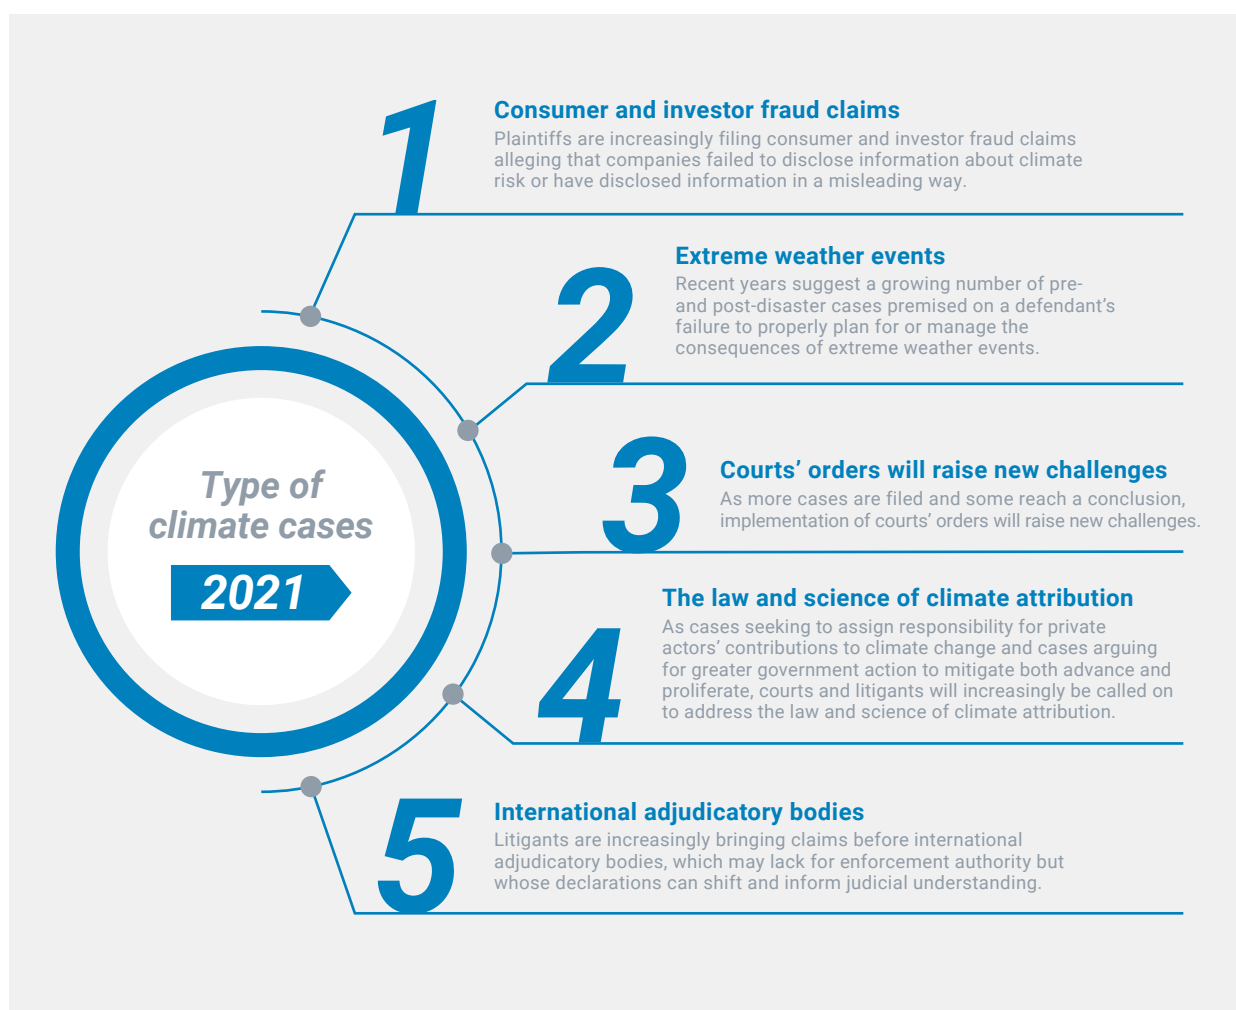 Type of
climate cases
2021
1
Consumer and investor fraud claims
Plaintiffs are increasingly filing consumer and investor fraud claims
alleging that companies failed to disclose information about climate
risk or have disclosed information in a misleading way.
2
Extreme weather events
Recent years suggest a growing number of pre-
and post-disaster cases premised on a defendant’s
failure to properly plan for or manage the
consequences of extreme weather events.
3
Courts’ orders will raise new challenges
As more cases are filed and some reach a conclusion,
implementation of courts’ orders will raise new challenges.
4
The law and science of climate attribution
As cases seeking to assign responsibility for private
actors’ contributions to climate change and cases arguing
for greater government action to mitigate both advance and
proliferate, courts and litigants will increasingly be called on
to address the law and science of climate attribution.
5
International adjudicatory bodies
Litigants are increasingly bringing claims before international
adjudicatory bodies, which may lack for enforcement authority but
whose declarations can shift and inform judicial understanding.